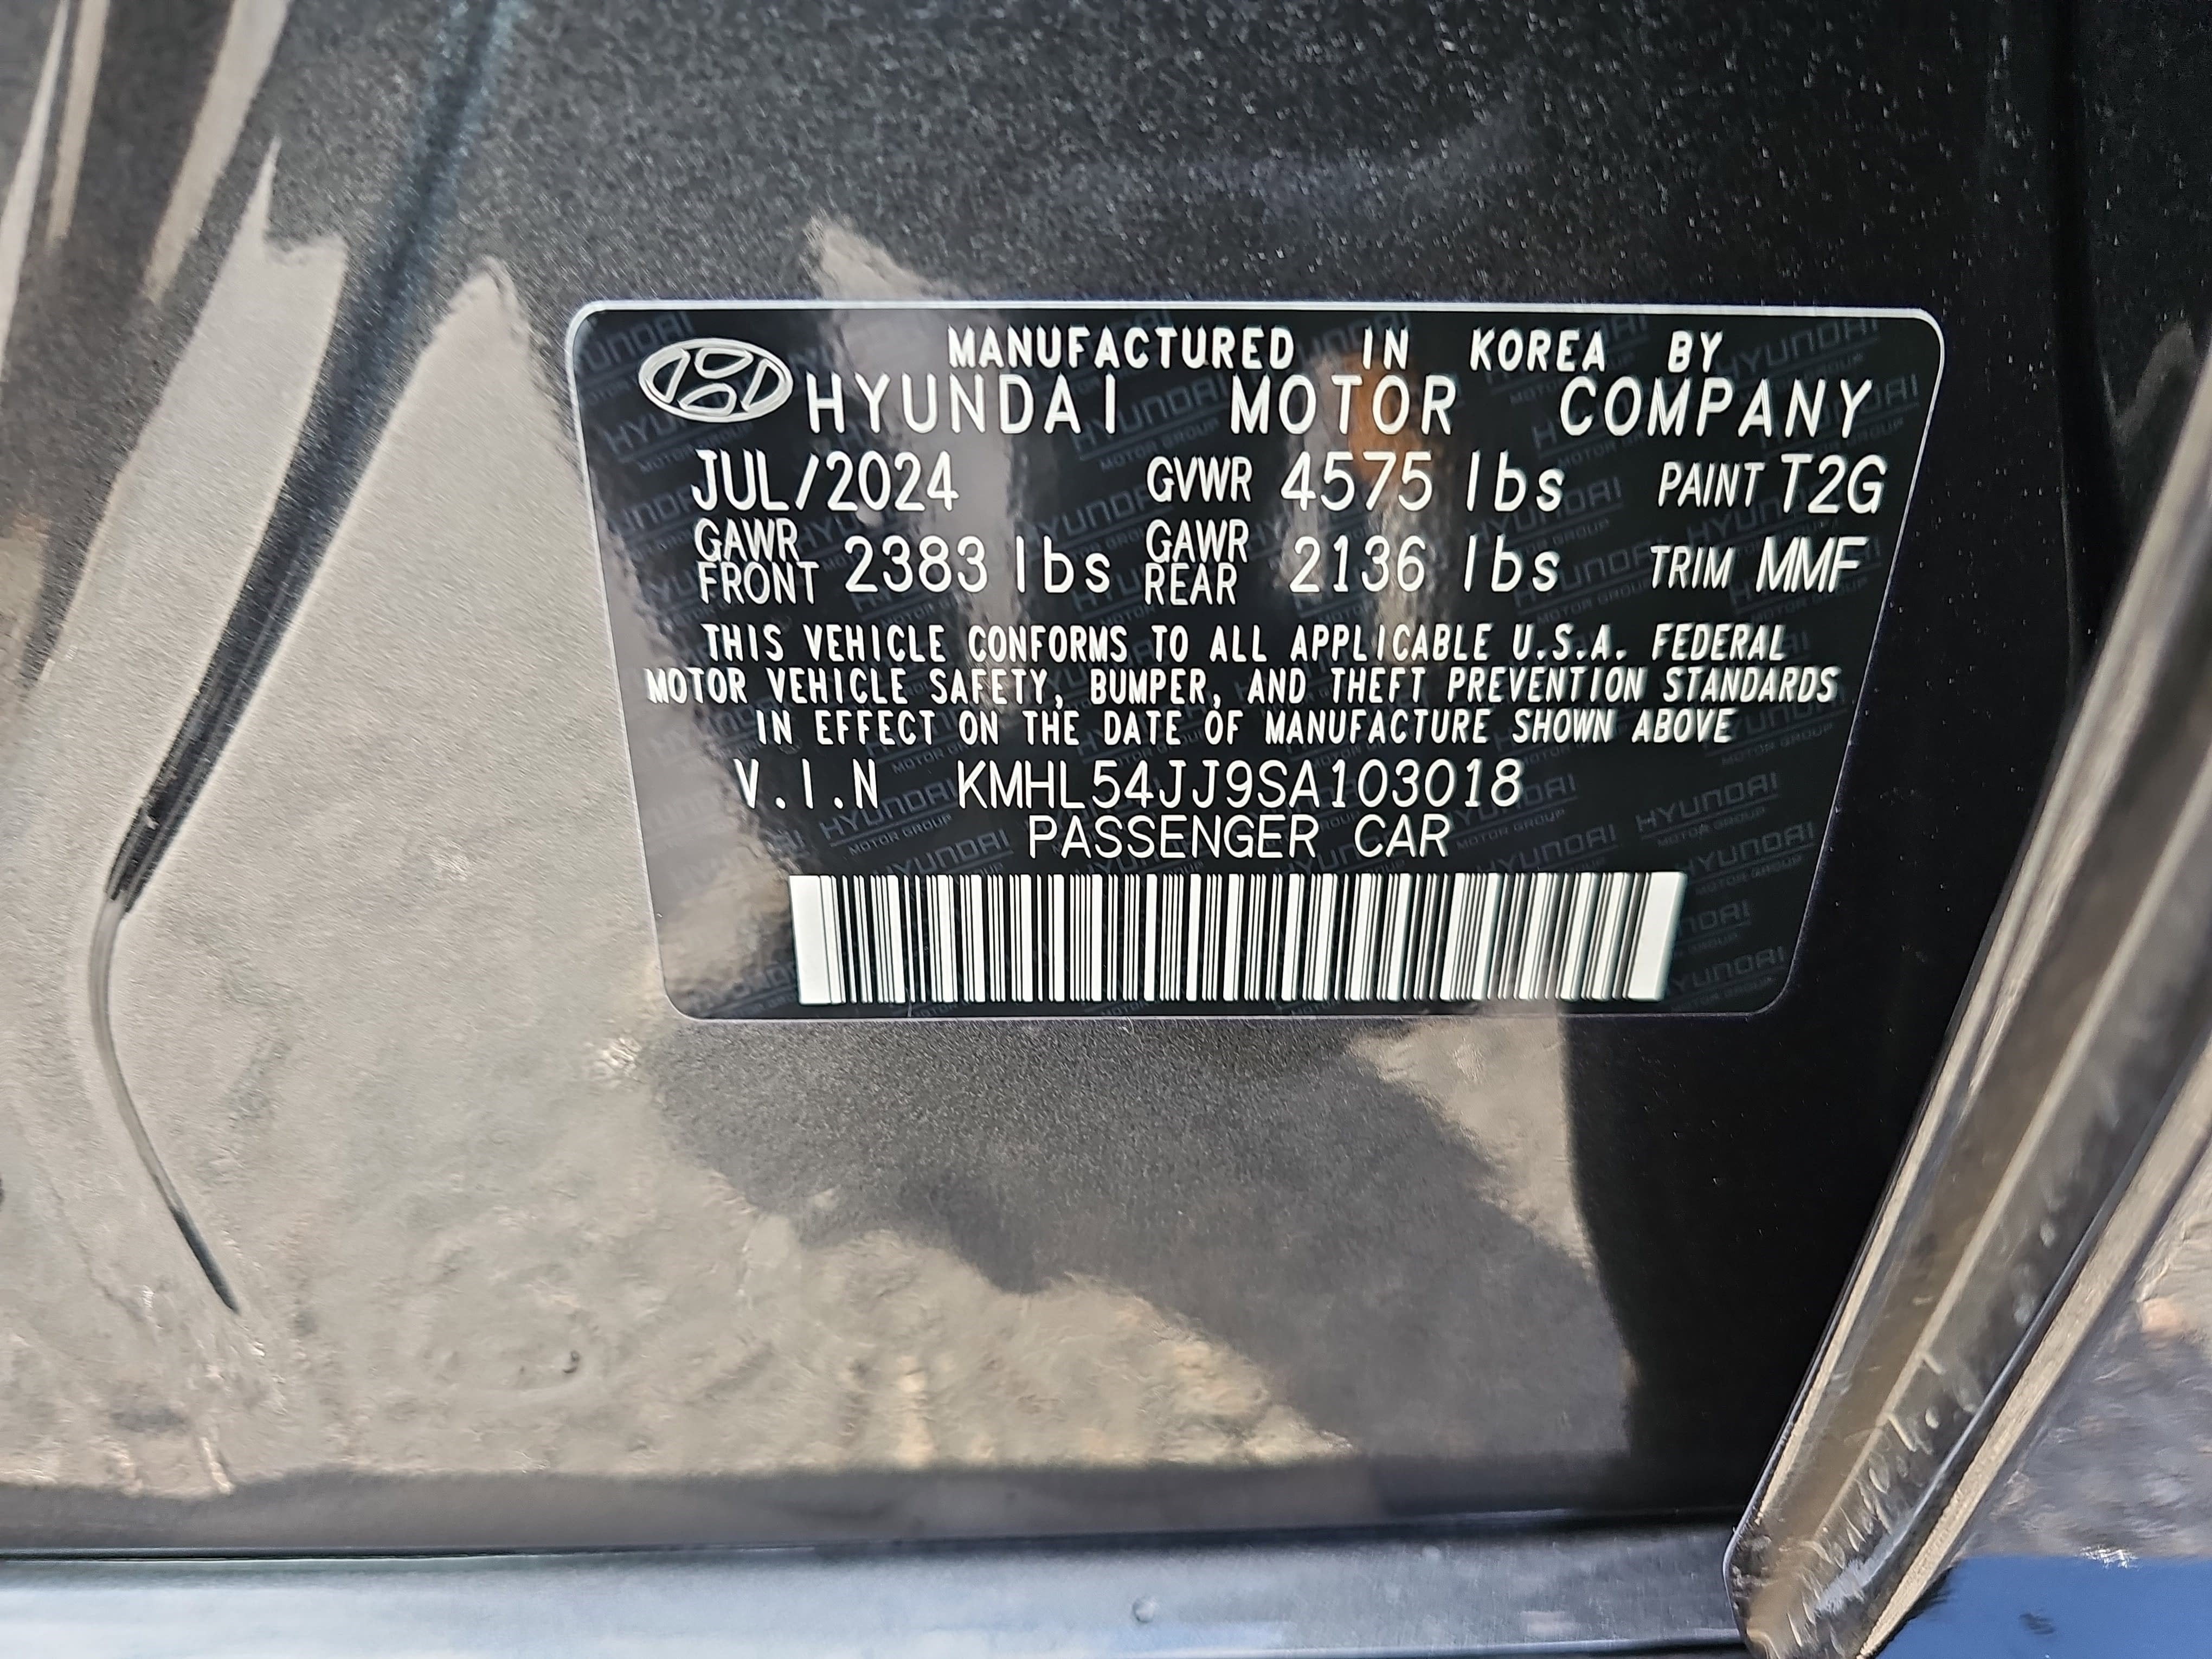 MANUFACTURED IN KOREA BY
HYUNDAI MOTOR COMPANY
JUL/2024 GVWR 4575 lbs PAINT T2G
GAWR FRONT 2383 lbs GAWR REAR 2136 lbs TRIM MMF
THIS VEHICLE CONFORMS TO ALL APPLICABLE U.S.A. FEDERAL
MOTOR VEHICLE SAFETY, BUMPER, AND THEFT PREVENTION STANDARDS
IN EFFECT ON THE DATE OF MANUFACTURE SHOWN ABOVE
V.I.N KMHL54JJ9SA103018
PASSENGER CAR